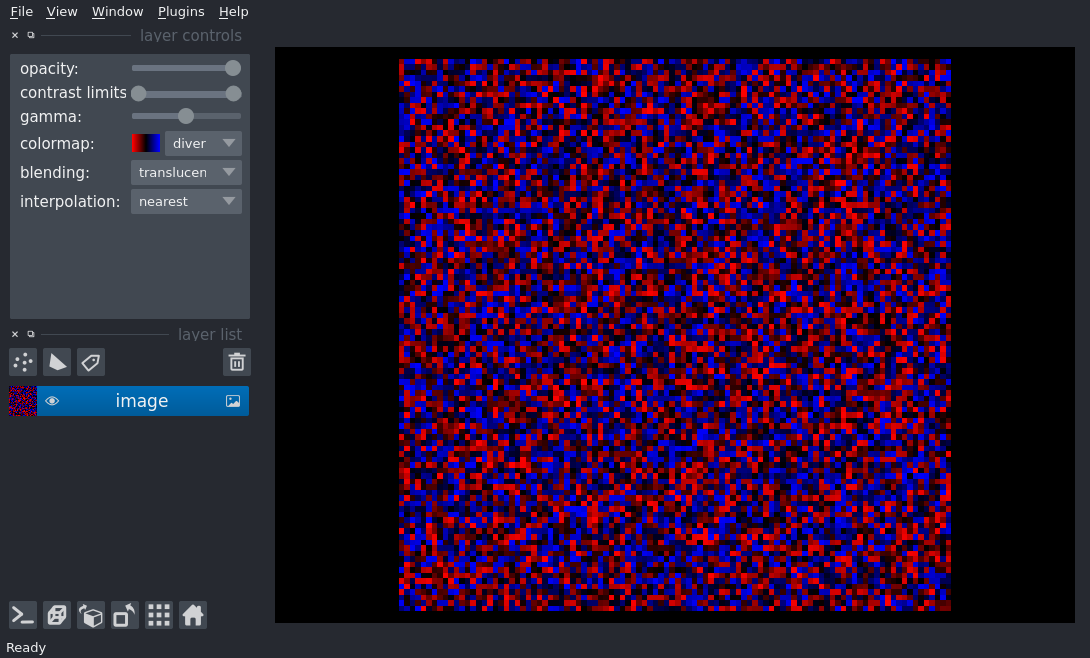 File View Window Plugins Help
layer controls
opacity:
contrast limits
gamma:
colormap: diver
blending: translucen
interpolation: nearest
layer list
image
Ready